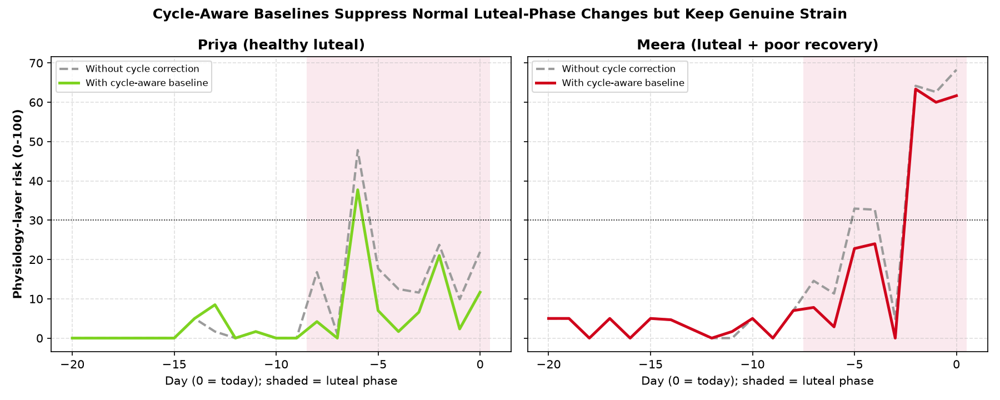 Cycle-Aware Baselines Suppress Normal Luteal-Phase Changes but Keep Genuine Strain
Priya (healthy luteal)
Without cycle correction
With cycle-aware baseline
Physiology-layer risk (0-100)
70
60
50
40
30
20
10
0
−20
−15
−10
−5
0
Day (0 = today); shaded = luteal phase
Meera (luteal + poor recovery)
Without cycle correction
With cycle-aware baseline
−20
−15
−10
−5
0
Day (0 = today); shaded = luteal phase